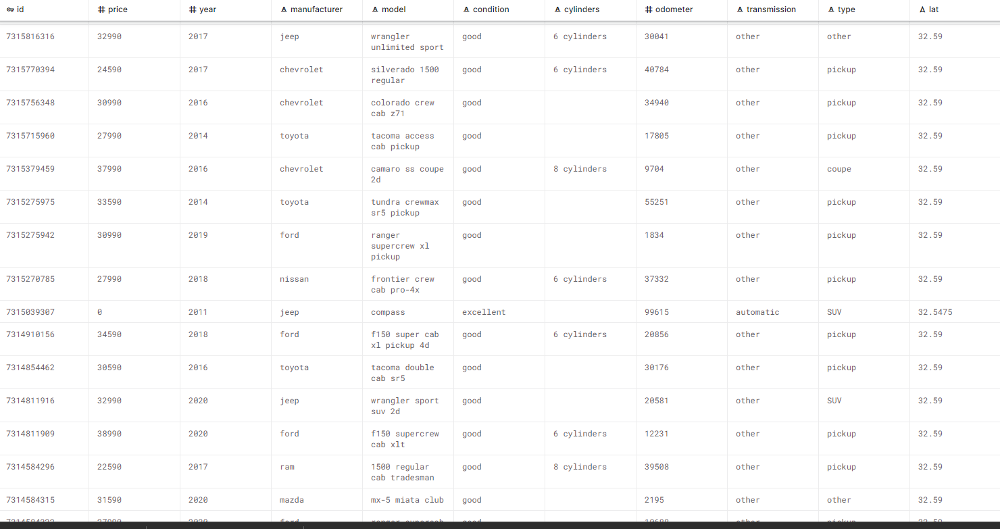 id price year manufacturer model condition cylinders odometer transmission type lat
7315816316 32990 2017 jeep wrangler good 6 cylinders 30041 other other 32.59
unlimited sport
7315770394 24590 2017 chevrolet silverado 1500 good 6 cylinders 40784 other pickup 32.59
regular
7315756348 30990 2016 chevrolet colorado crew good 34940 other pickup 32.59
cab z71
7315715960 27990 2014 toyota tacoma access good 17805 other pickup 32.59
cab pickup
7315379459 37990 2016 chevrolet camaro ss coupe good 8 cylinders 9704 other coupe 32.59
2d
7315275975 33590 2014 toyota tundra crewmax good 55251 other pickup 32.59
sr5 pickup
7315275942 30990 2019 ford ranger good 1834 other pickup 32.59
supercrew xl
pickup
7315270785 27990 2018 nissan frontier crew good 6 cylinders 37332 other pickup 32.59
cab pro-4x
7315039307 0 2011 jeep compass excellent 99615 automatic SUV 32.5475
7314910156 34590 2018 ford f150 super cab good 6 cylinders 20856 other pickup 32.59
xl pickup 4d
7314854462 30590 2016 toyota tacoma double good 30176 other pickup 32.59
cab sr5
7314811916 32990 2020 jeep wrangler sport good 20581 other SUV 32.59
suv 2d
7314811909 38990 2020 ford f150 supercrew good 6 cylinders 12231 other pickup 32.59
cab xlt
7314584296 22590 2017 ram 1500 regular good 8 cylinders 39508 other pickup 32.59
cab tradesman
7314584315 31590 2020 mazda mx-5 miata club good 2195 other other 32.59